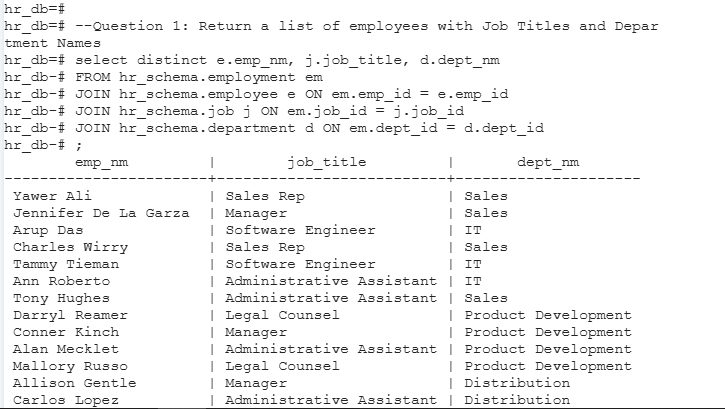 hr_db=#
hr_db=# --Question 1: Return a list of employees with Job Titles and Depar
tment Names
hr_db=# select distinct e.emp_nm, j.job_title, d.dept_nm
hr_db-# FROM hr_schema.employment em
hr_db-# JOIN hr_schema.employee e ON em.emp_id = e.emp_id
hr_db-# JOIN hr_schema.job j ON em.job_id = j.job_id
hr_db-# JOIN hr_schema.department d ON em.dept_id = d.dept_id
hr_db-# ;
        emp_nm         |        job_title         |       dept_nm
-----------------------+--------------------------+---------------------
 Yawer Ali             | Sales Rep                | Sales
 Jennifer De La Garza  | Manager                  | Sales
 Arup Das              | Software Engineer        | IT
 Charles Wirry         | Sales Rep                | Sales
 Tammy Tieman          | Software Engineer        | IT
 Ann Roberto           | Administrative Assistant | IT
 Tony Hughes           | Administrative Assistant | Sales
 Darryl Reamer         | Legal Counsel            | Product Development
 Conner Kinch          | Manager                  | Product Development
 Alan Mecklet          | Administrative Assistant | Product Development
 Mallory Russo         | Legal Counsel            | Product Development
 Allison Gentle        | Manager                  | Distribution
 Carlos Lopez          | Administrative Assistant | Distribution